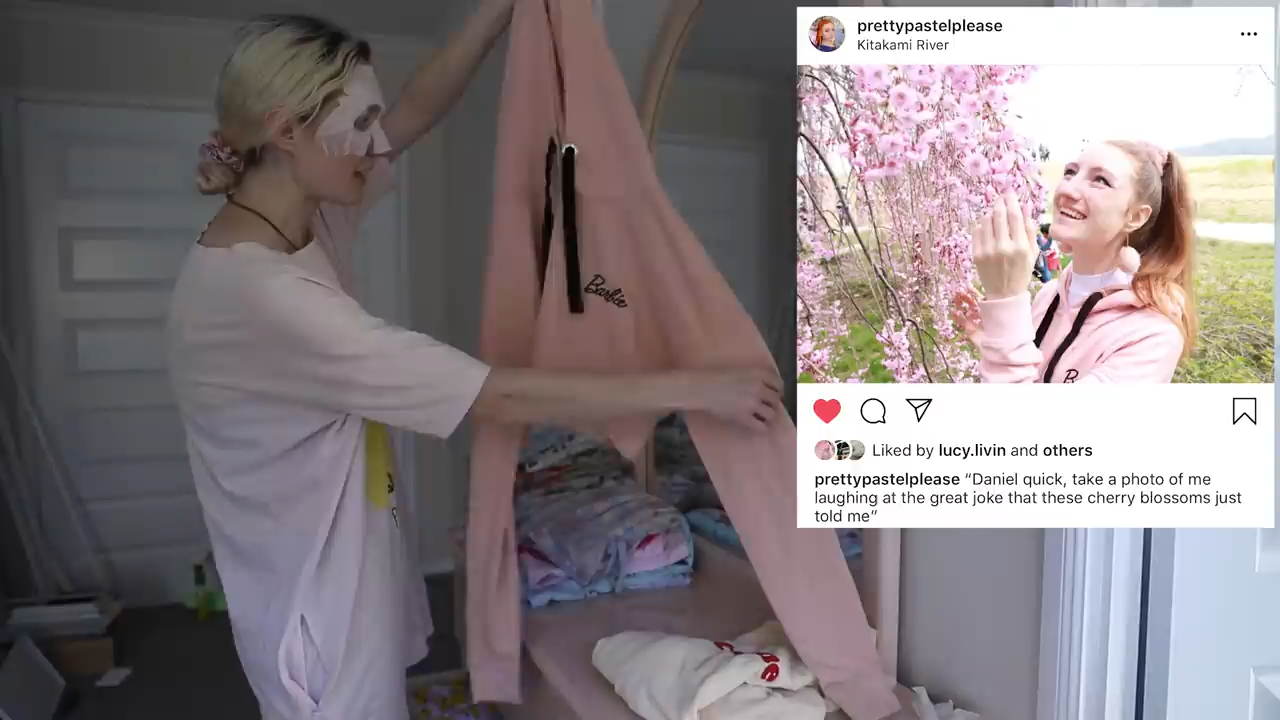 prettypastelplease
Kitakami River
Barbie
Liked by lucy.livin and others
prettypastelplease “Daniel quick, take a photo of me
laughing at the great joke that these cherry blossoms just
told me”